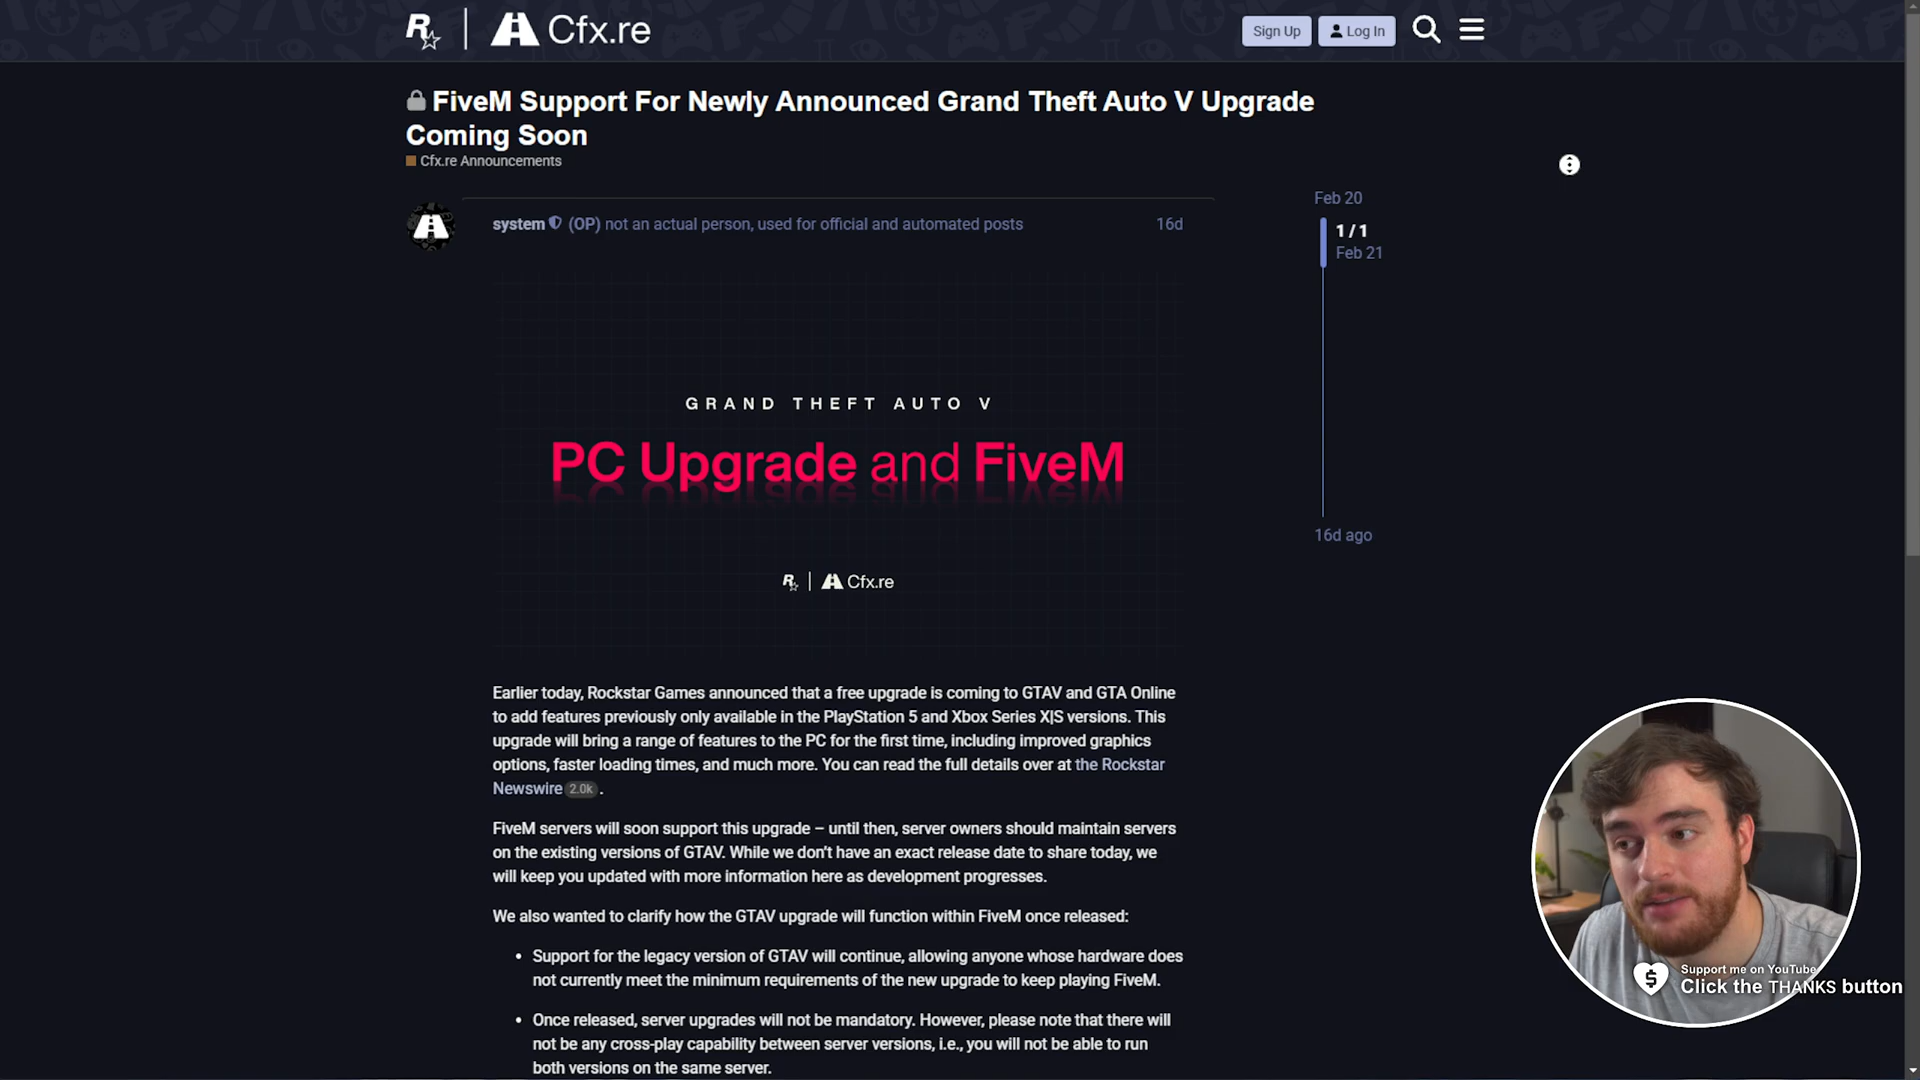 Cfx.re
Sign Up
Log In
FiveM Support For Newly Announced Grand Theft Auto V Upgrade
Coming Soon
Cfx.re Announcements
system (OP) not an actual person, used for official and automated posts 16d
Feb 20
1 / 1
Feb 21
16d ago
GRAND THEFT AUTO V
PC Upgrade and FiveM
R | Cfx.re
Earlier today, Rockstar Games announced that a free upgrade is coming to GTAV and GTA Online
to add features previously only available in the PlayStation 5 and Xbox Series X|S versions. This
upgrade will bring a range of features to the PC for the first time, including improved graphics
options, faster loading times, and much more. You can read the full details over at the Rockstar
Newswire 2.0k .
FiveM servers will soon support this upgrade – until then, server owners should maintain servers
on the existing versions of GTAV. While we don't have an exact release date to share today, we
will keep you updated with more information here as development progresses.
We also wanted to clarify how the GTAV upgrade will function within FiveM once released:
• Support for the legacy version of GTAV will continue, allowing anyone whose hardware does
not currently meet the minimum requirements of the new upgrade to keep playing FiveM.
• Once released, server upgrades will not be mandatory. However, please note that there will
not be any cross-play capability between server versions, i.e., you will not be able to run
both versions on the same server.
Support me on YouTube
Click the THANKS button